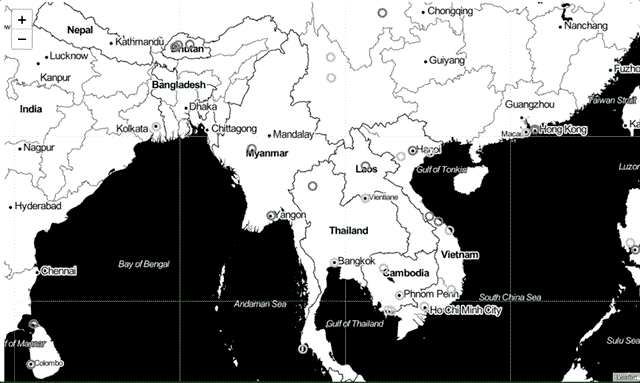 +
−
Chongqing
Nanchang
Nepal
Kathmandu
Bhutan
Lucknow
Guiyang
Fuzho
Kanpur
Bangladesh
India
Dhaka
Guangzhou
Taiwan Strait
Kolkata
Chittagong
Mandalay
Macau
Hong Kong
Ka
Nagpur
Myanmar
Hanoi
Laos
Gulf of Tonkin
Luzon
Vientiane
Hyderabad
Yangon
Thailand
Vietnam
Bay of Bengal
Bangkok
Chennai
Cambodia
Phnom Penh
South China Sea
Andaman Sea
Ho Chi Minh City
Gulf of Thailand
f of Mannar
Sulu Sea
Colombo
Leaflet